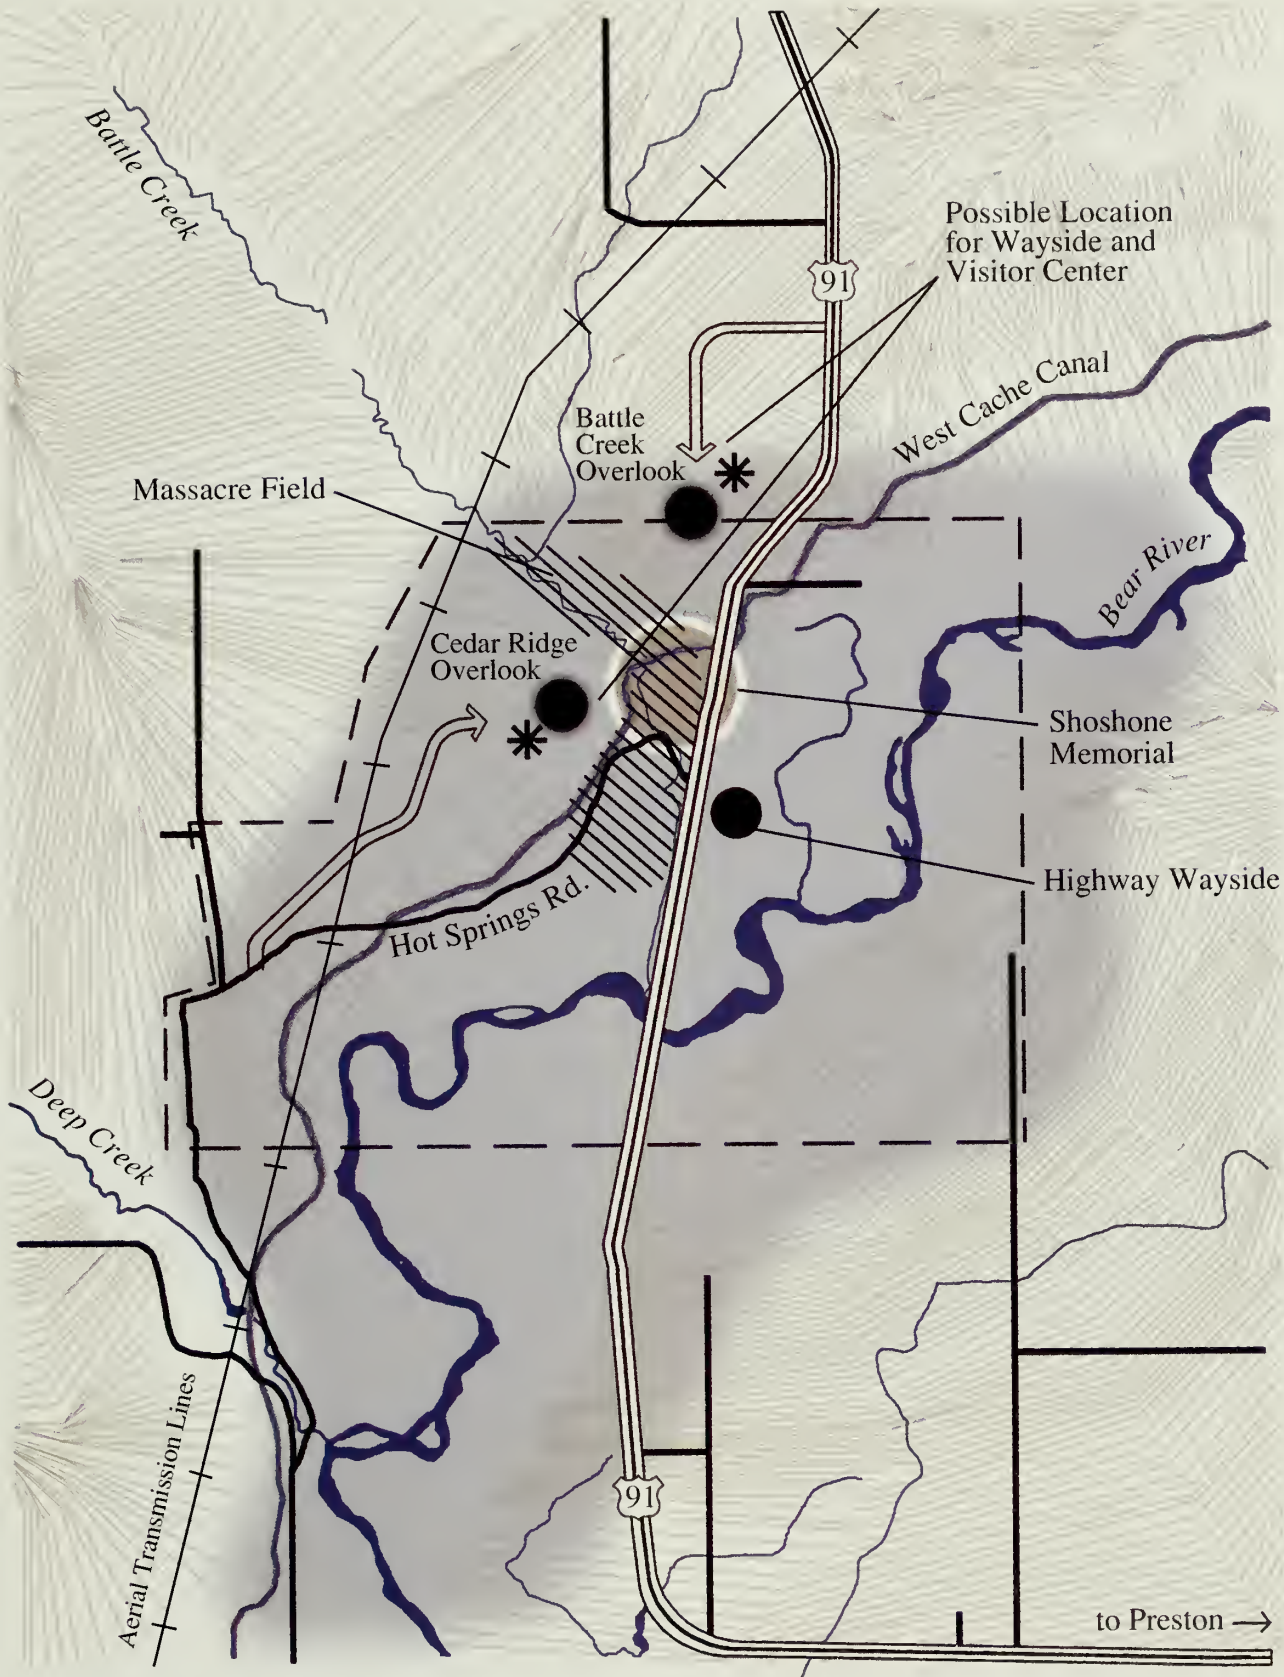 Battle Creek
Possible Location
for Wayside and
Visitor Center
91
West Cache Canal
Battle
Creek
Overlook
Massacre Field
Bear River
Cedar Ridge
Overlook
Shoshone
Memorial
Highway Wayside
Hot Springs Rd.
Deep Creek
Aerial Transmission Lines
91
to Preston